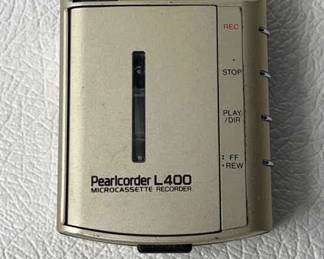 REC
STOP
PLAY
/DIR
: FF
• REW
Pearlcorder L400
MICROCASSETTE RECORDER